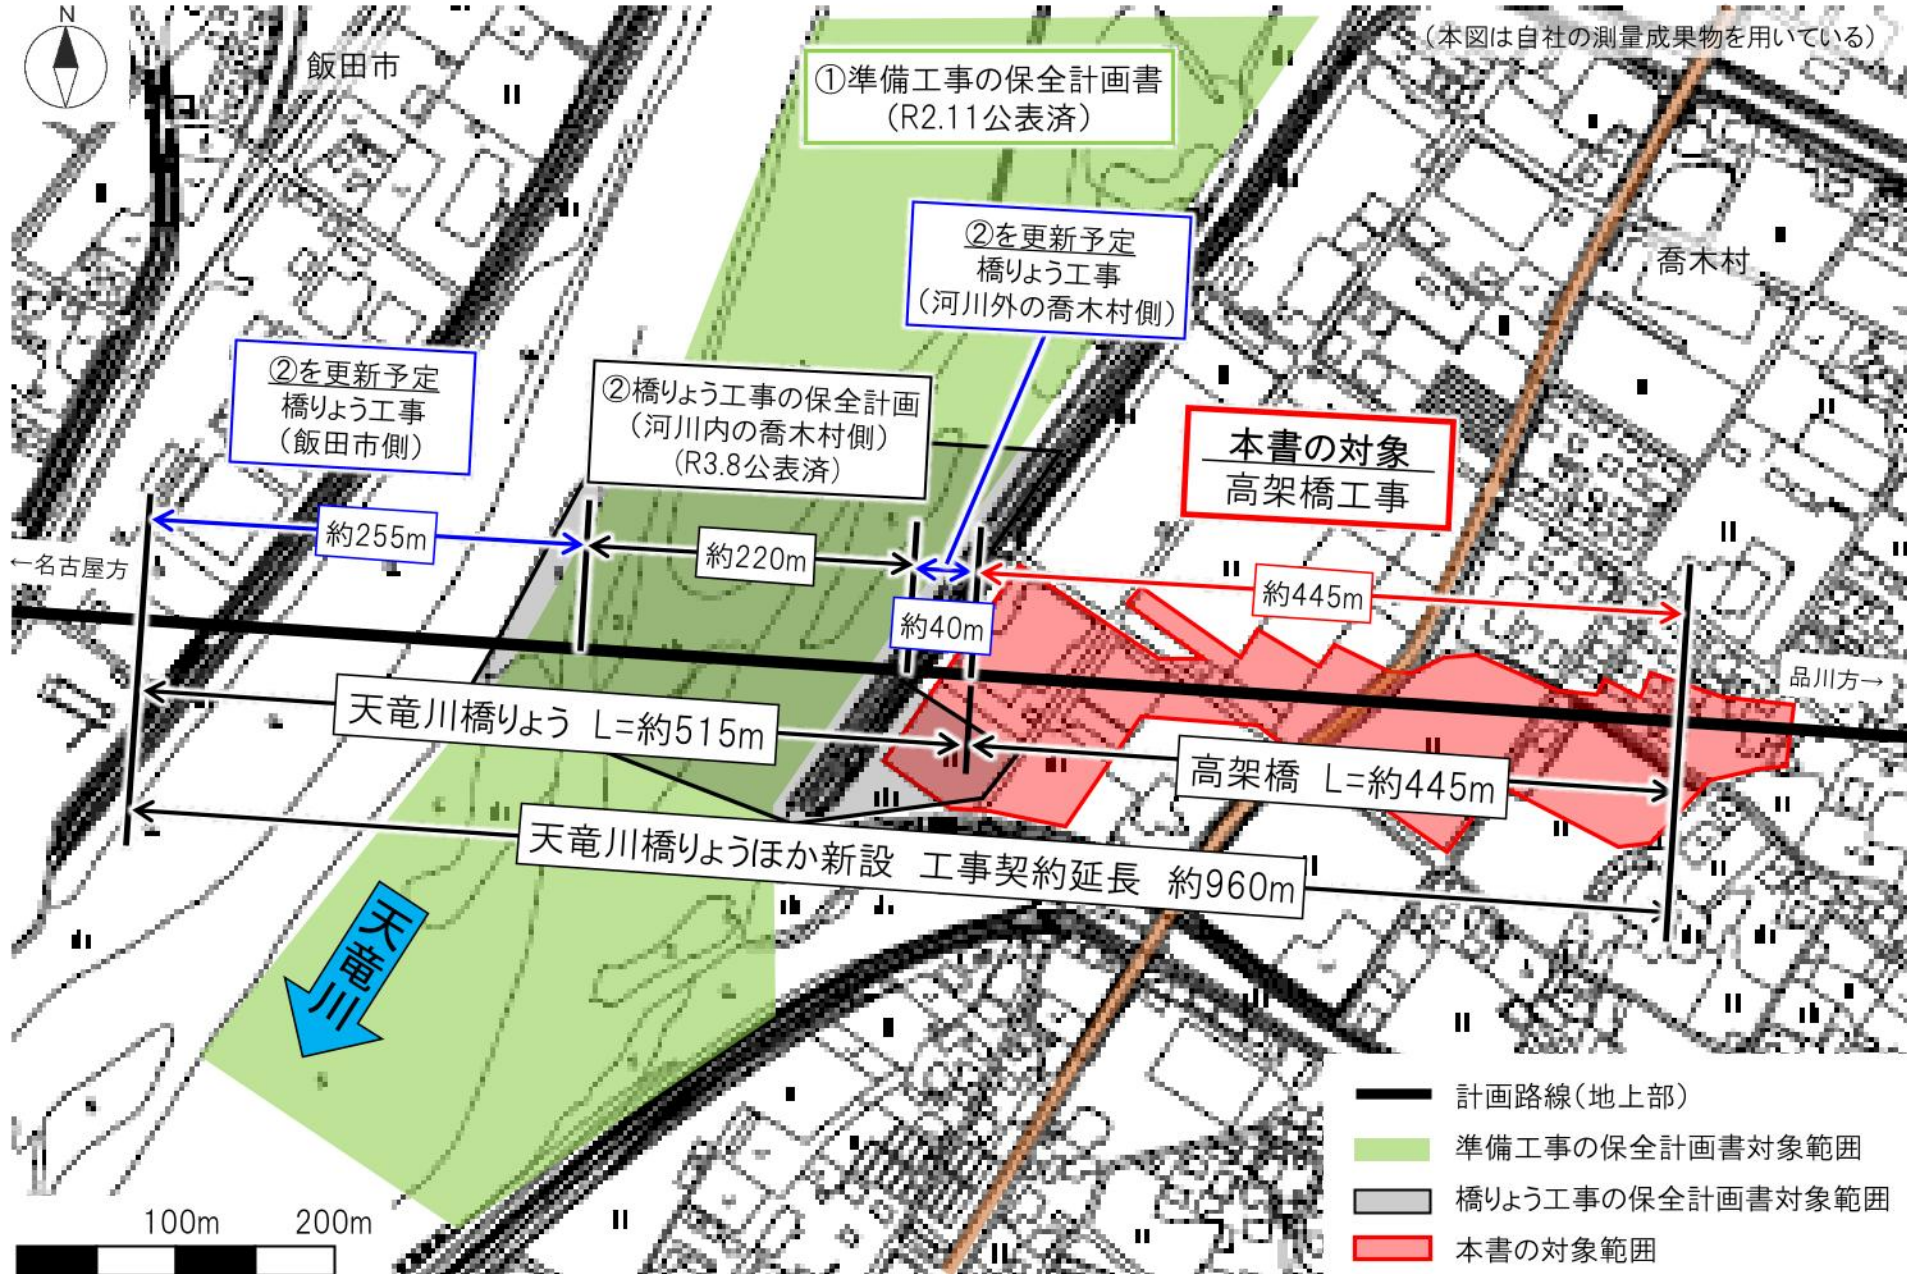 N
(本図は自社の測量成果物を用いている)
飯田市
①準備工事の保全計画書
(R2.11公表済)
②を更新予定
橋りょう工事
(河川外の喬木村側)
喬木村
②を更新予定
橋りょう工事
(飯田市側)
②橋りょう工事の保全計画
(河川内の喬木村側)
(R3.8公表済)
本書の対象
高架橋工事
約255m
約220m
約40m
約445m
←名古屋方
品川方→
天竜川橋りょう L=約515m
高架橋 L=約445m
天竜川橋りょうほか新設 工事契約延長 約960m
天竜川
計画路線(地上部)
準備工事の保全計画書対象範囲
橋りょう工事の保全計画書対象範囲
本書の対象範囲
100m 200m